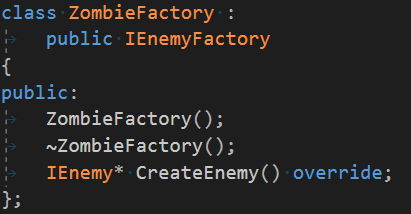 class ZombieFactory :
    public IEnemyFactory
{
public:
    ZombieFactory();
    ~ZombieFactory();
    IEnemy* CreateEnemy() override;
};